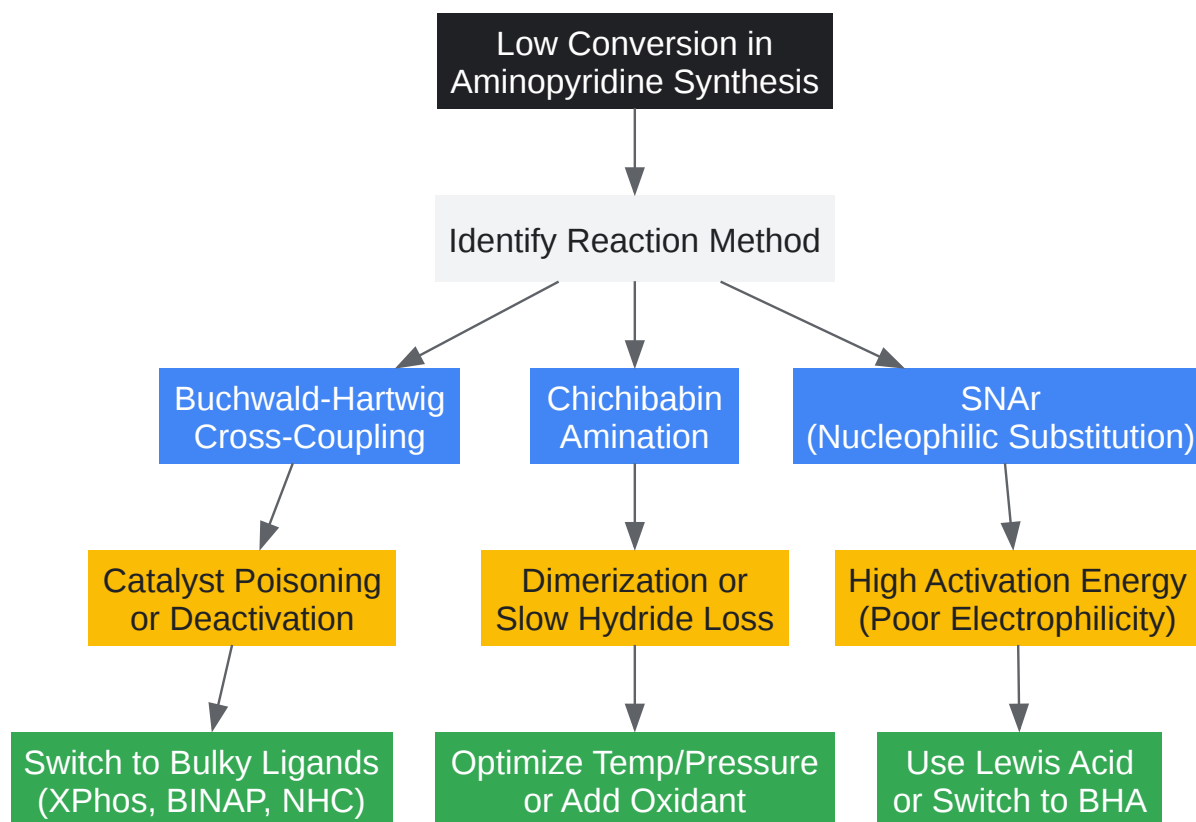 Low Conversion in
Aminopyridine Synthesis
Identify Reaction Method
Buchwald-Hartwig
Cross-Coupling
Chichibabin
Amination
SNAr
(Nucleophilic Substitution)
Catalyst Poisoning
or Deactivation
Dimerization or
Slow Hydride Loss
High Activation Energy
(Poor Electrophilicity)
Switch to Bulky Ligands
(XPhos, BINAP, NHC)
Optimize Temp/Pressure
or Add Oxidant
Use Lewis Acid
or Switch to BHA